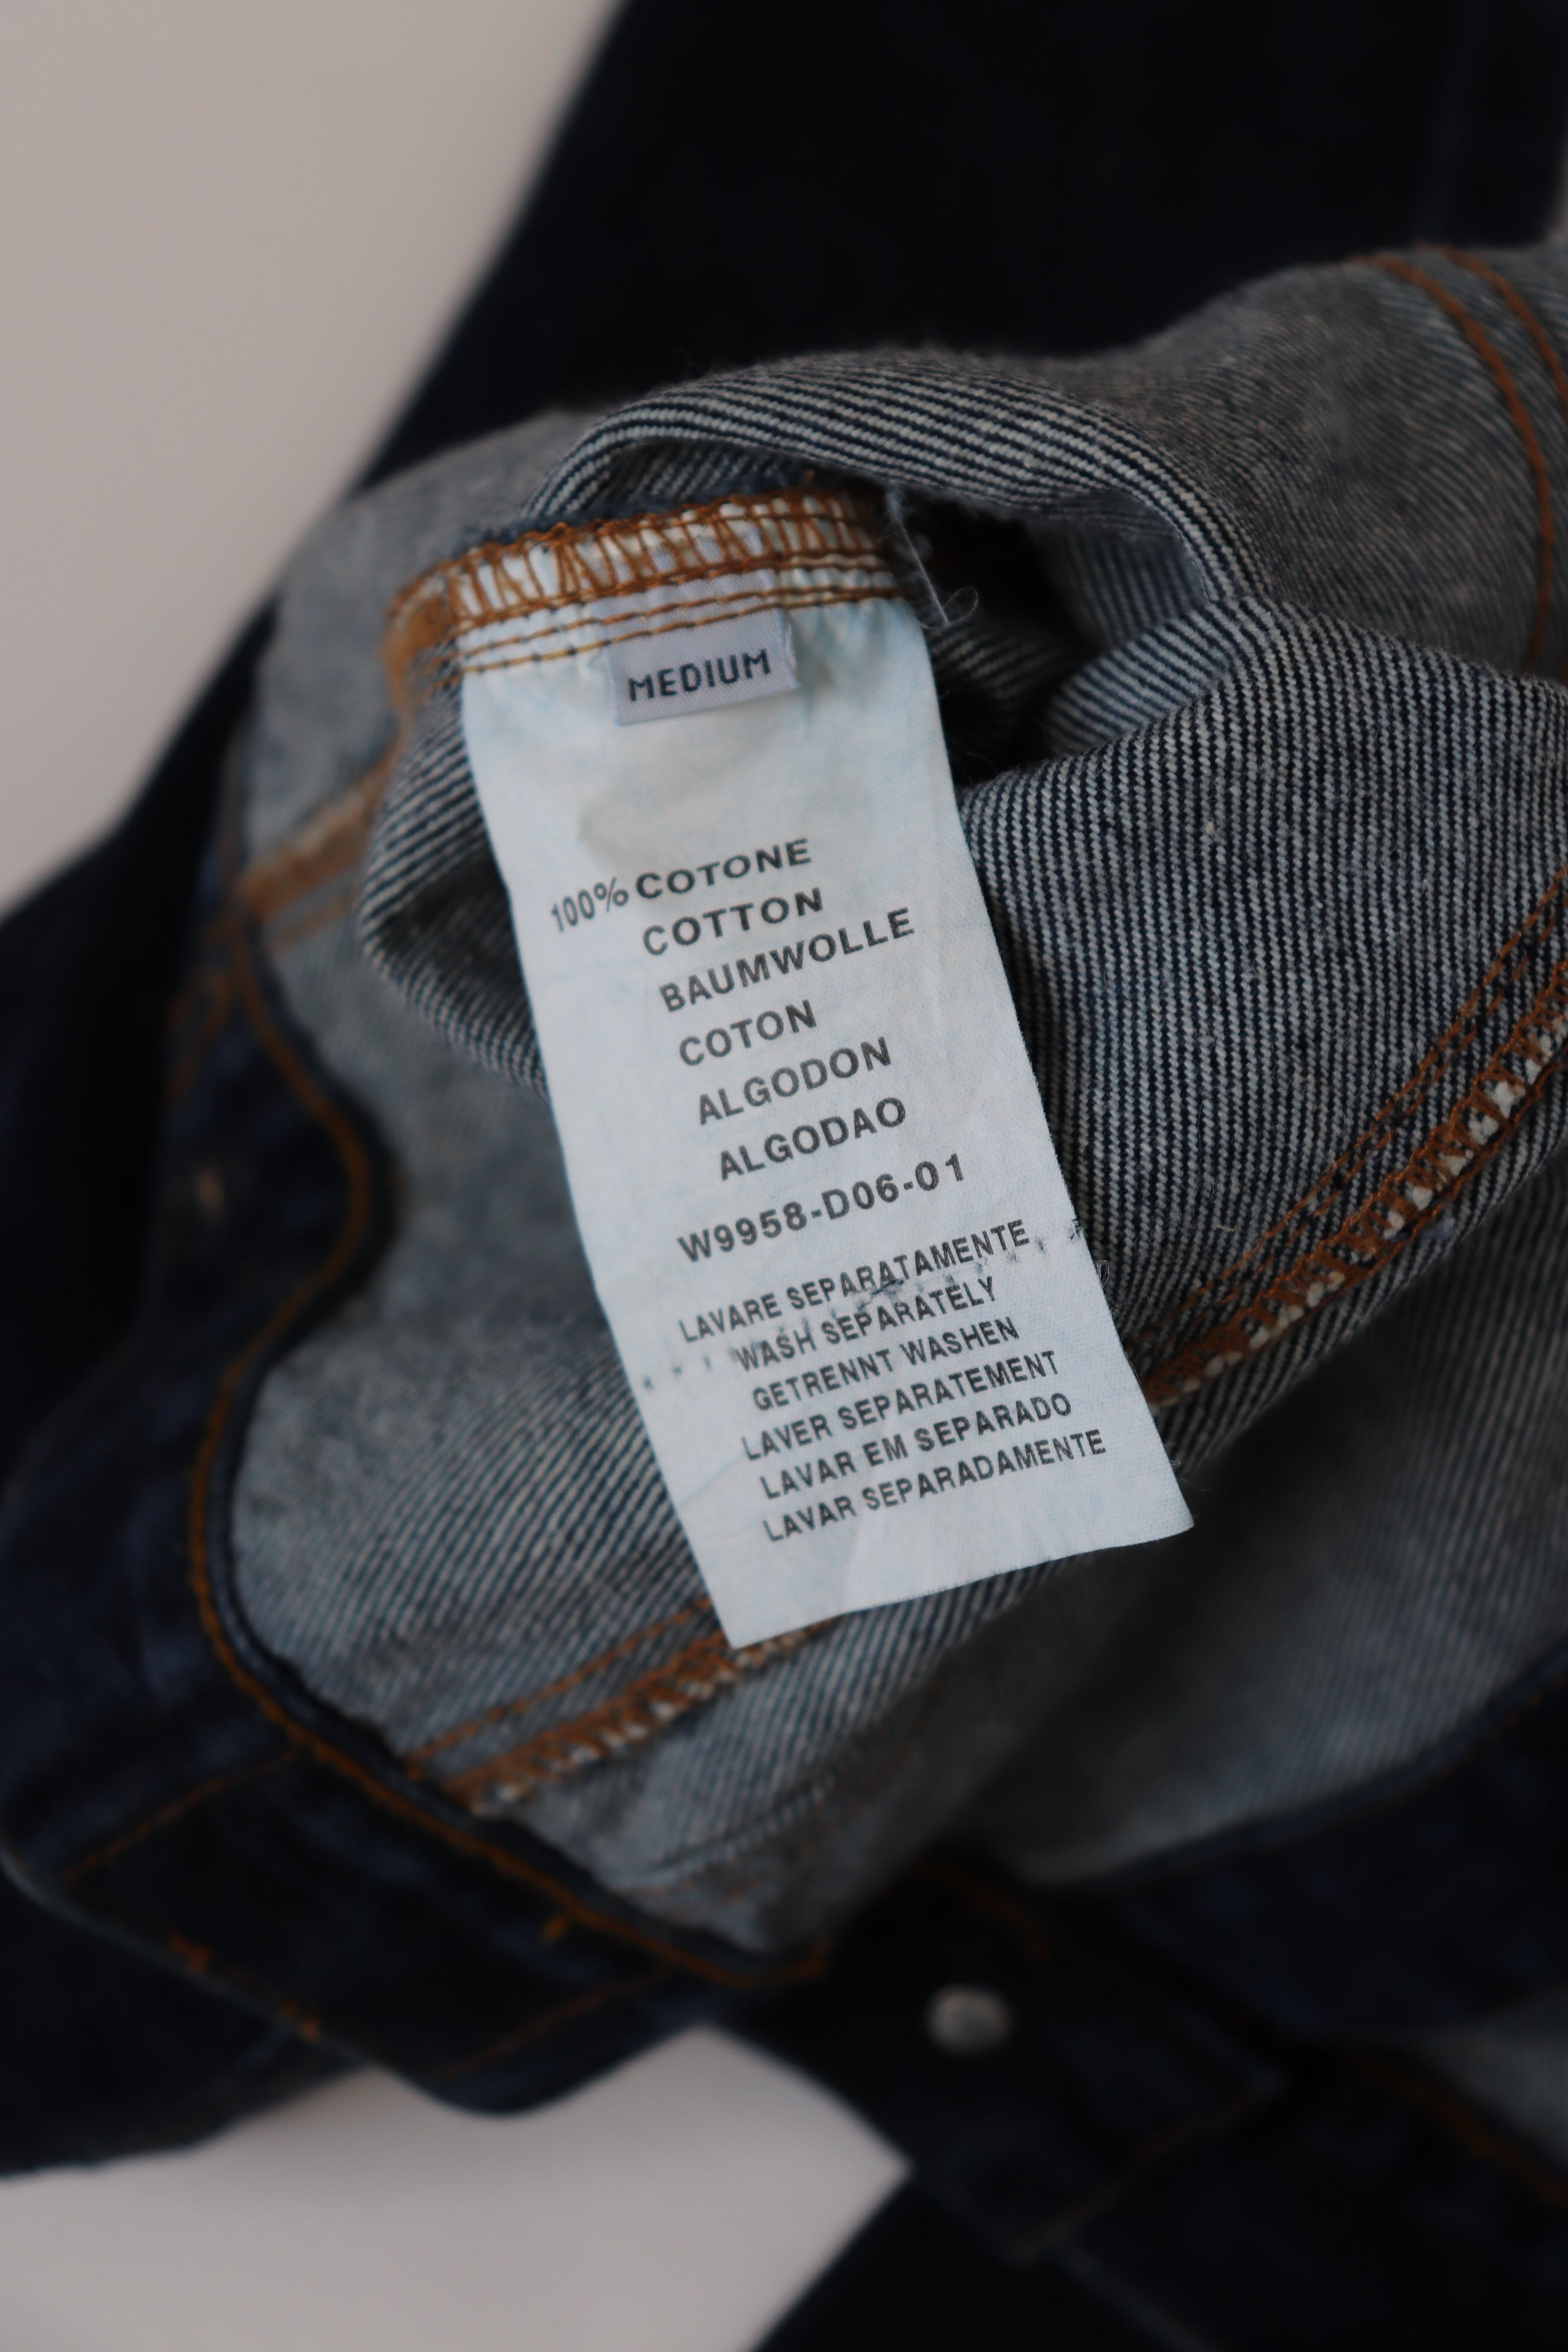 MEDIUM
100% COTONE
COTTON
BAUMWOLLE
COTON
ALGODON
ALGODAO
W9958-D06-01
LAVARE SEPARATAMENTE
WASH SEPARATELY
GETRENNT WASHEN
LAVER SEPARATEMENT
LAVAR EM SEPARADO
LAVAR SEPARADAMENTE